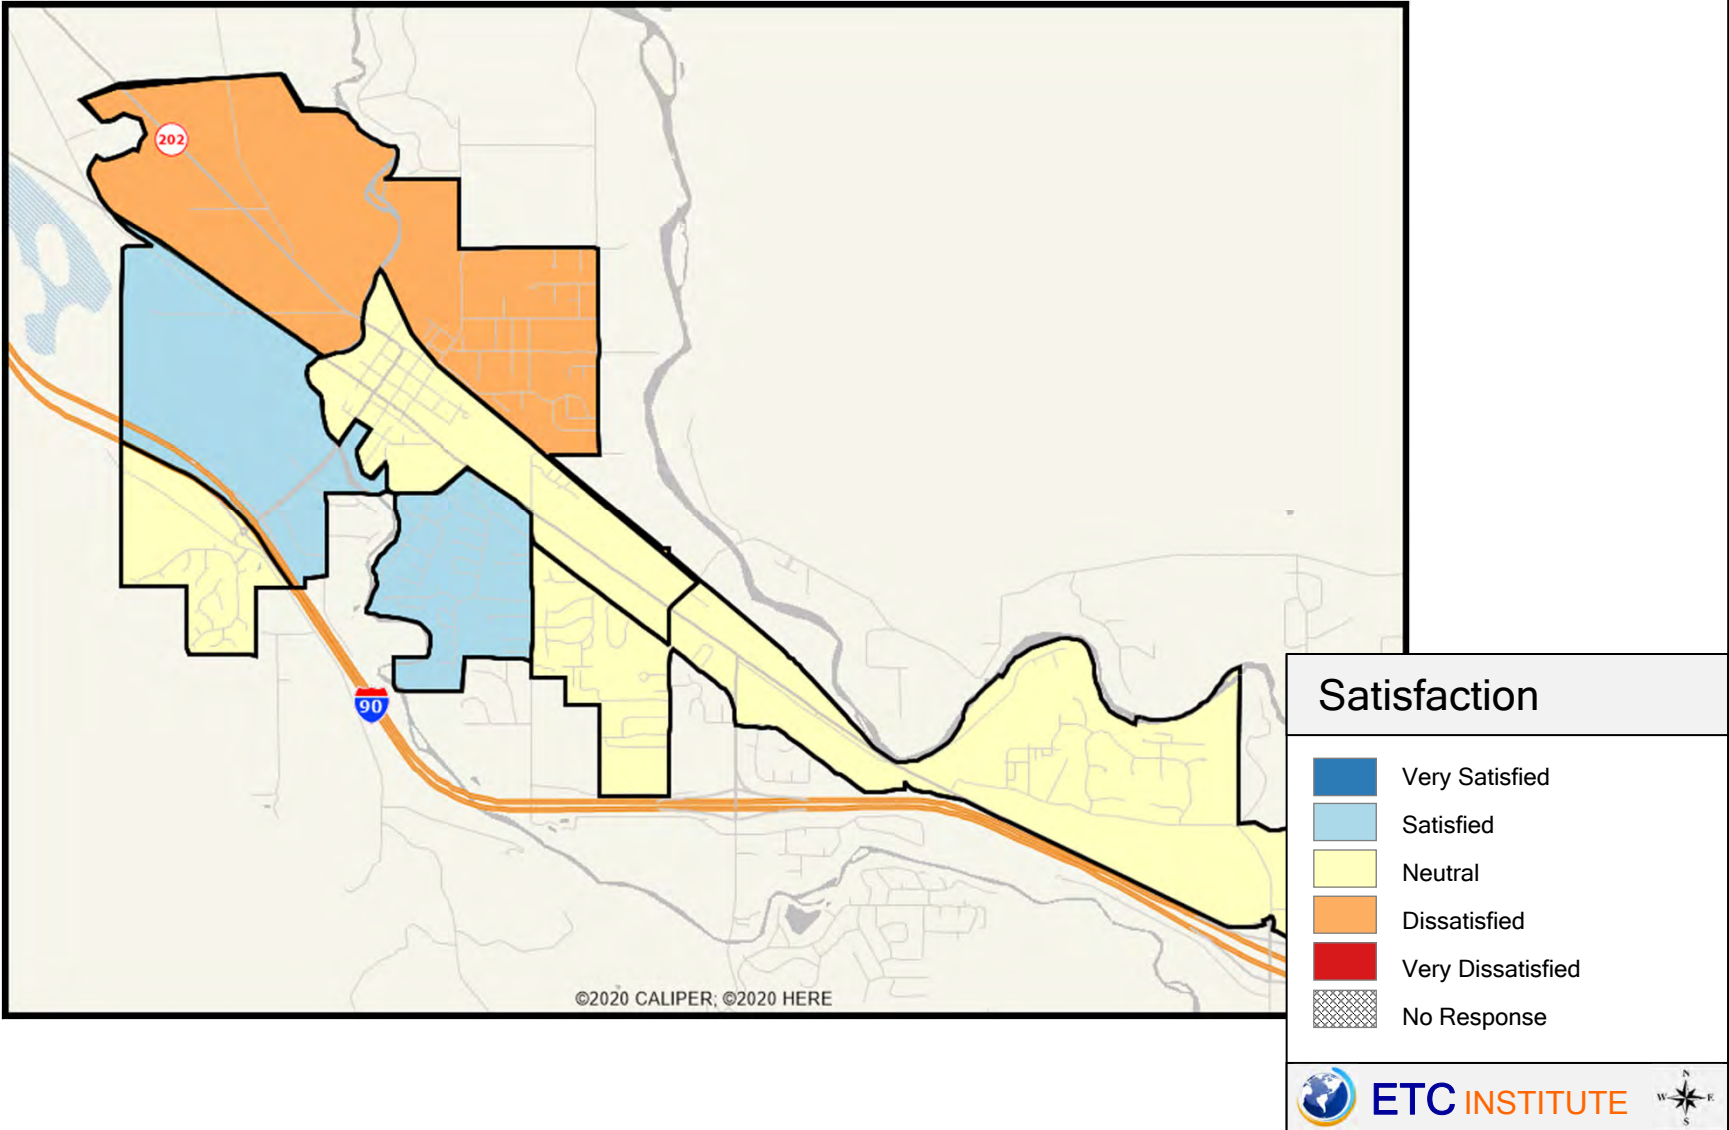 202
90
©2020 CALIPER; ©2020 HERE
Satisfaction
Very Satisfied
Satisfied
Neutral
Dissatisfied
Very Dissatisfied
No Response
ETC INSTITUTE
N
W E
S